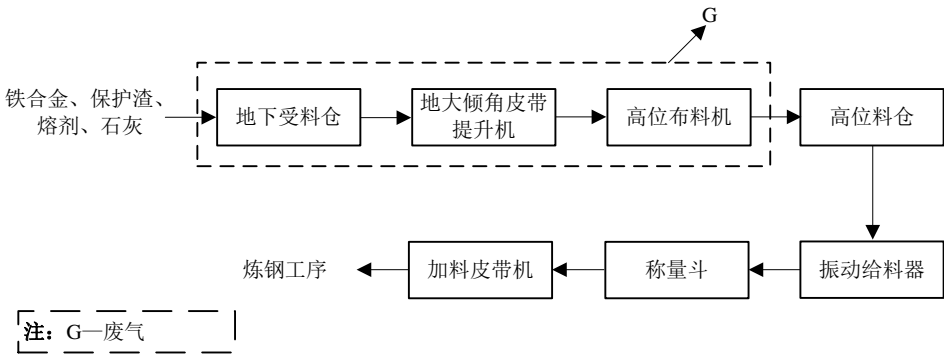 G
铁合金、保护渣、
熔剂、石灰
地下受料仓
地大倾角皮带
提升机
高位布料机
高位料仓
炼钢工序
加料皮带机
称量斗
振动给料器
注：G—废气